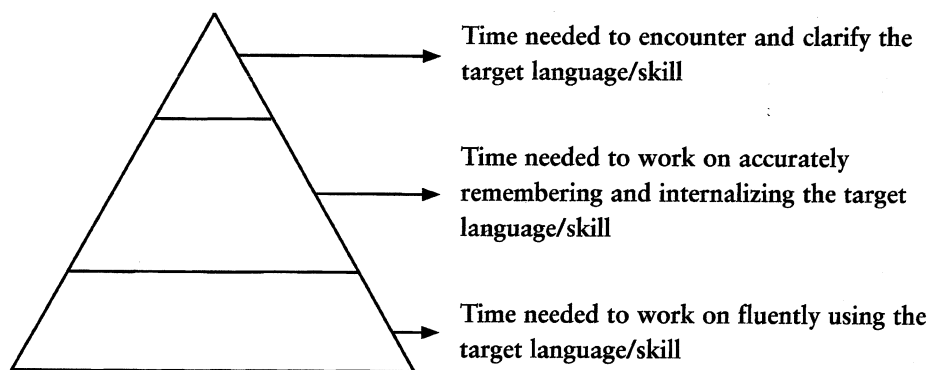 Time needed to encounter and clarify the
target language/skill
Time needed to work on accurately
remembering and internalizing the target
language/skill
Time needed to work on fluently using the
target language/skill